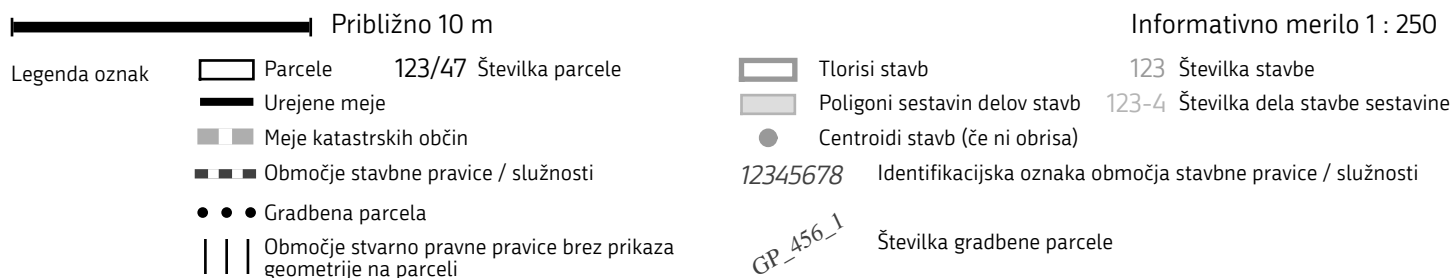 Približno 10 m Informativno merilo 1 : 250
Legenda oznak Parcele 123/47 Številka parcele Tlorisi stavb 123 Številka stavbe
Urejene meje Poligoni sestavin delov stavb 123-4 Številka dela stavbe sestavine
Meje katastrskih občin Centroidi stavb (če ni obrisa)
Območje stavbne pravice / služnosti 12345678 Identifikacijska oznaka območja stavbne pravice / služnosti
Gradbena parcela
GP_456_1 Številka gradbene parcele
Območje stvarno pravne pravice brez prikaza
geometrije na parceli